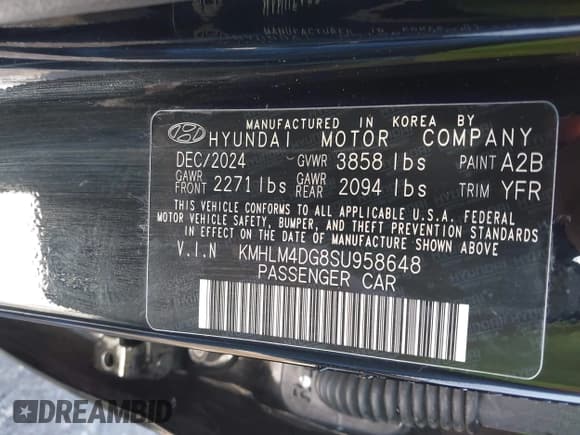 MANUFACTURED IN KOREA BY
HYUNDAI MOTOR COMPANY
DEC/2024 GVWR 3858 lbs PAINT A2B
GAWR FRONT 2271 lbs GAWR REAR 2094 lbs TRIM YFR
THIS VEHICLE CONFORMS TO ALL APPLICABLE U.S.A. FEDERAL
MOTOR VEHICLE SAFETY, BUMPER, AND THEFT PREVENTION STANDARDS
IN EFFECT ON THE DATE OF MANUFACTURE SHOWN ABOVE.
V.I.N KMHLM4DG8SU958648
PASSENGER CAR
DREAMBID